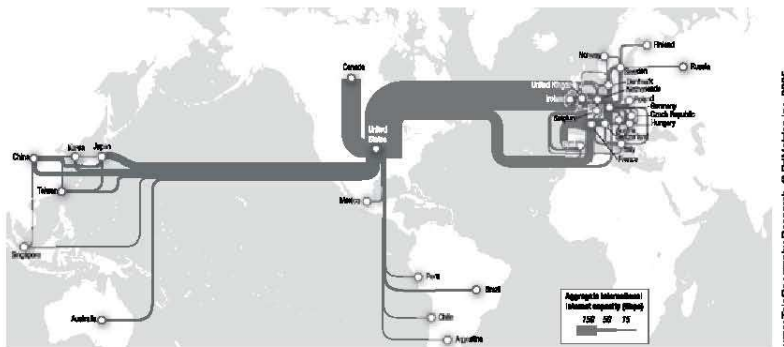 Finland
Norway
Russia
Canada
Sweden
Denmark
United Kingdom
Netherlands
Ireland
Poland
Germany
Belgium
Czech Republic
Hungary
United
States
Korea
Japan
China
Switzerland
Italy
France
Taiwan
Mexico
Singapore
Peru
Brazil
Australia
Chile
Argentina
Aggregate International
Internet capacity (Gbps)
150 50 15